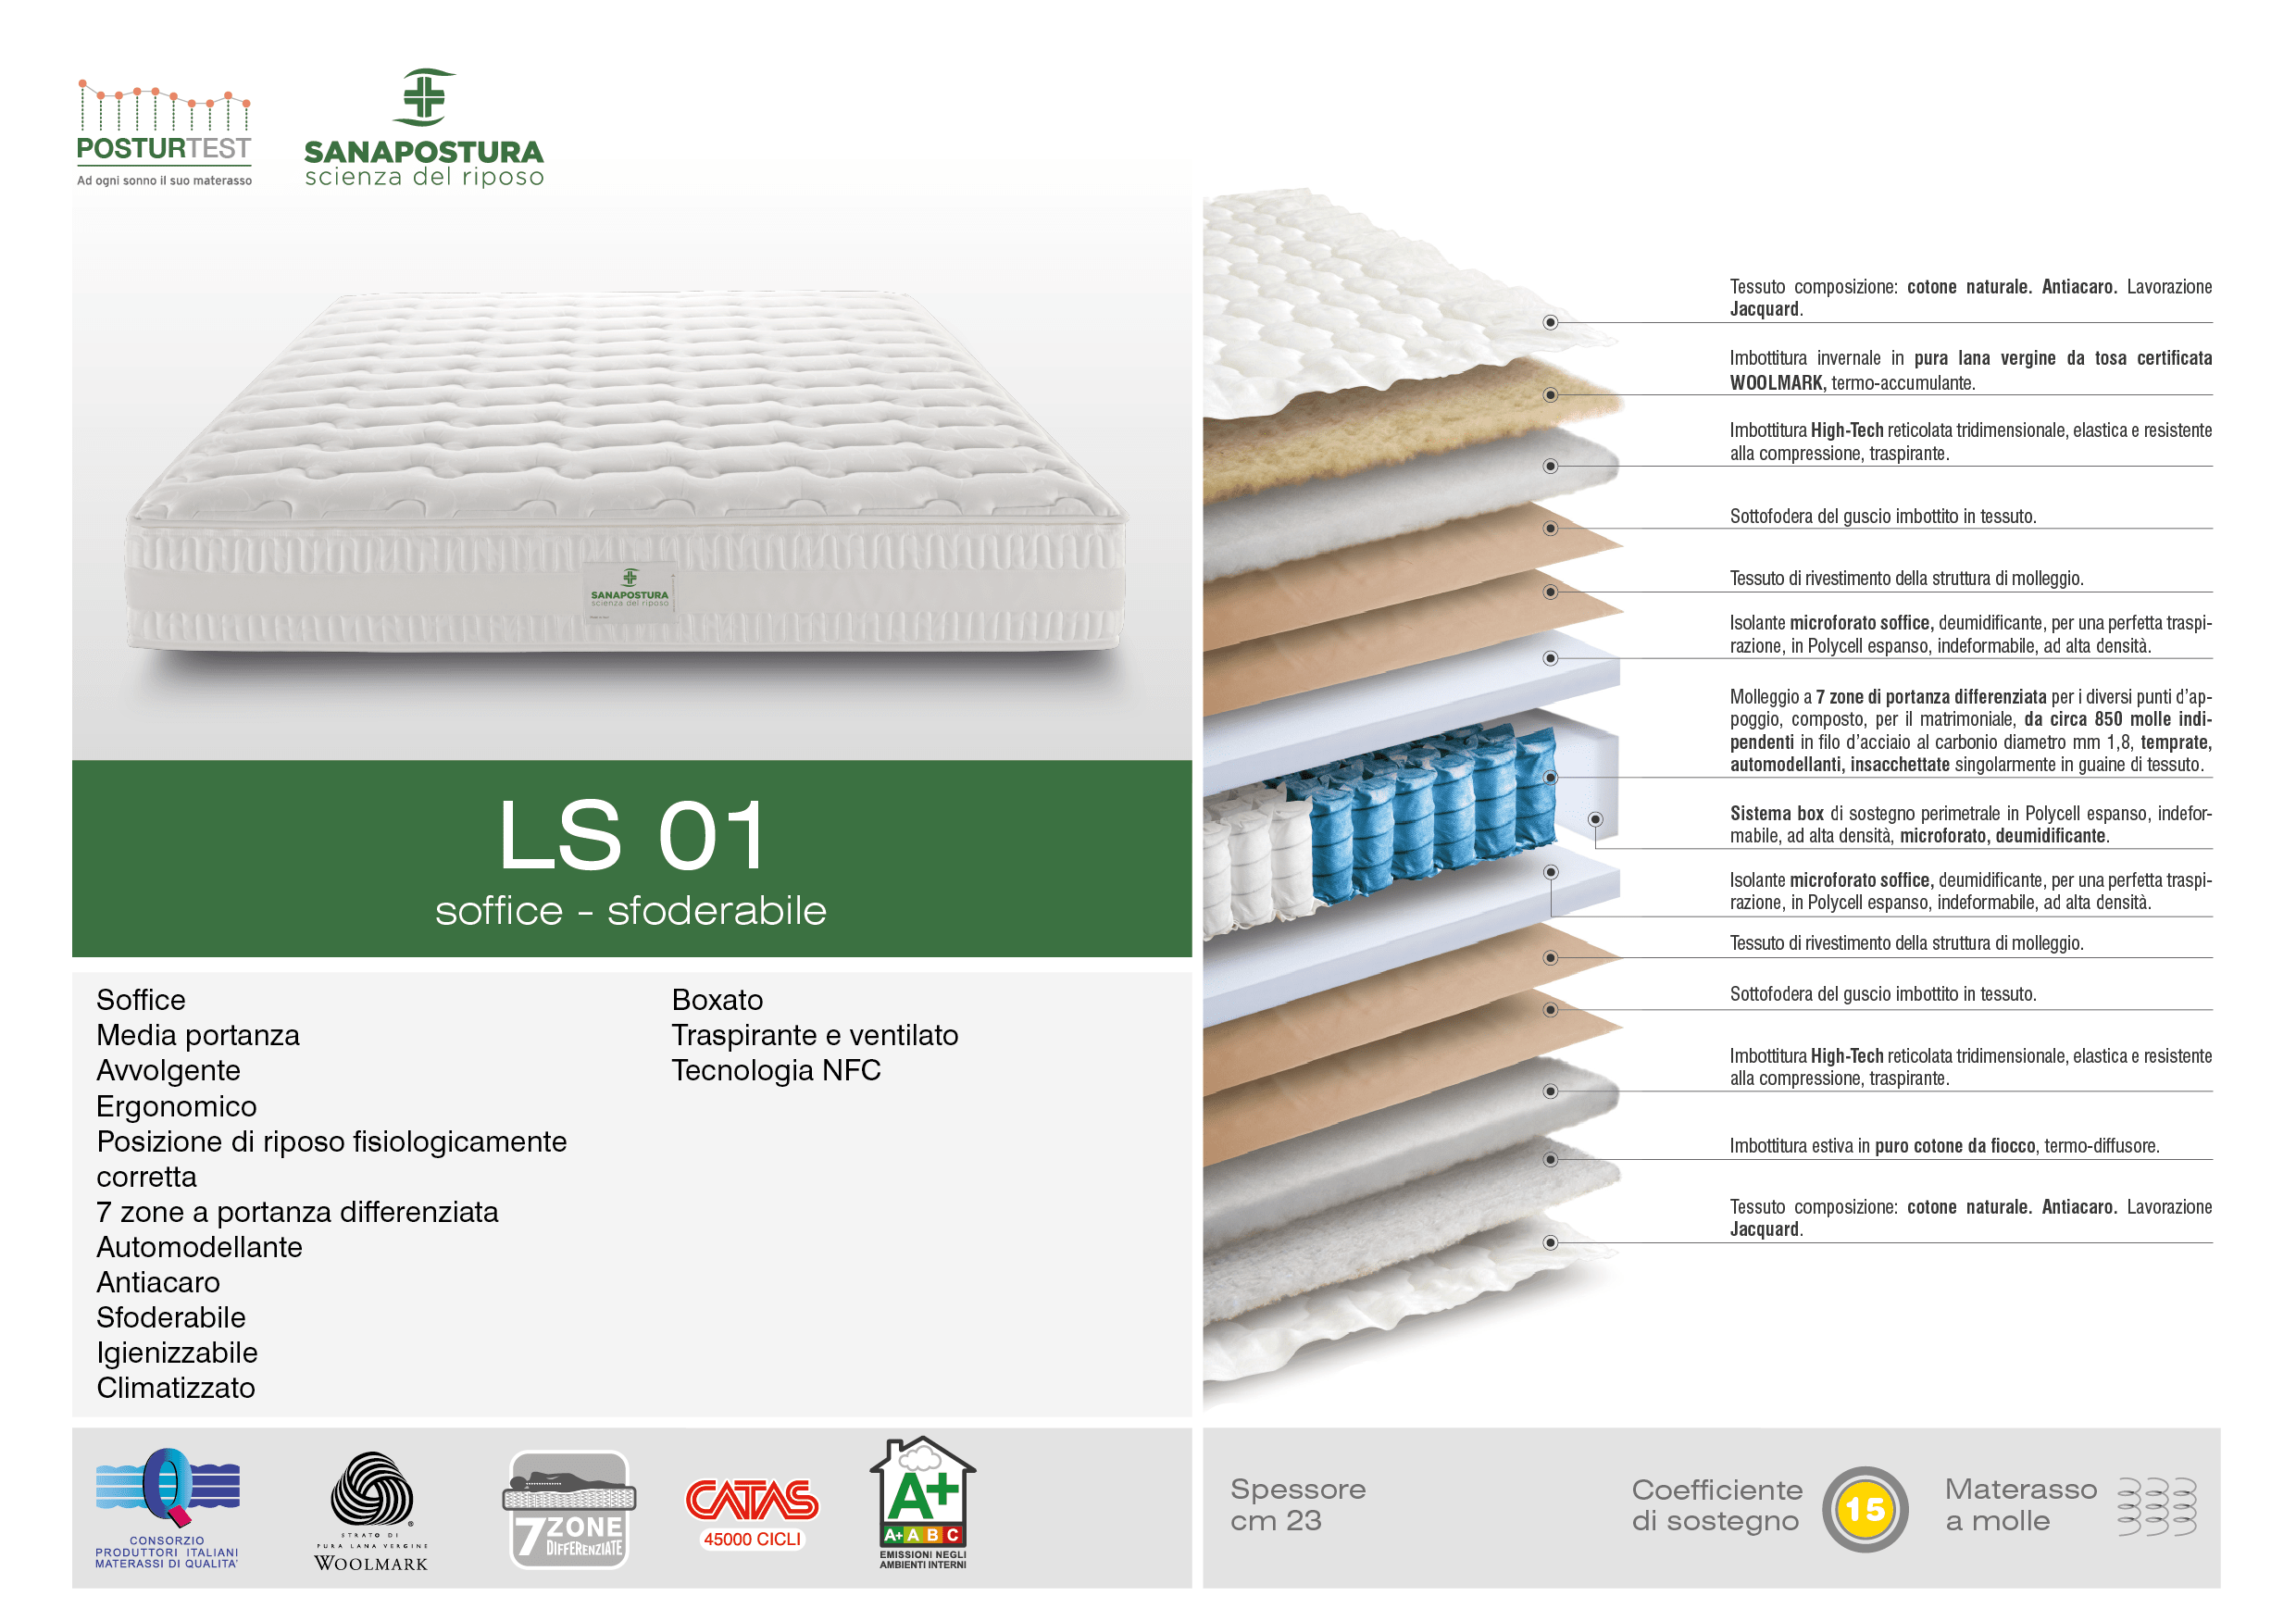 POSTURTEST
Ad ogni sonno il suo materasso
SANAPOSTURA
scienza del riposo
SANAPOSTURA
scienza del riposo
LS 01
soffice - sfoderabile
Soffice
Media portanza
Avvolgente
Ergonomico
Posizione di riposo fisiologicamente
corretta
7 zone a portanza differenziata
Automodellante
Antiacaro
Sfoderabile
Igienizzabile
Climatizzato
Boxato
Traspirante e ventilato
Tecnologia NFC
Tessuto composizione: cotone naturale. Antiacaro. Lavorazione
Jacquard.
Imbottitura invernale in pura lana vergine da tosa certificata
WOOLMARK, termo-accumulante.
Imbottitura High-Tech reticolata tridimensionale, elastica e resistente
alla compressione, traspirante.
Sottofodera del guscio imbottito in tessuto.
Tessuto di rivestimento della struttura di molleggio.
Isolante microforato soffice, deumidificante, per una perfetta traspi-
razione, in Polycell espanso, indeformabile, ad alta densità.
Molleggio a 7 zone di portanza differenziata per i diversi punti d'ap-
poggio, composto, per il matrimoniale, da circa 850 molle indi-
pendenti in filo d'acciaio al carbonio diametro mm 1,8, temprate,
automodellanti, insacchettate singolarmente in guaine di tessuto.
Sistema box di sostegno perimetrale in Polycell espanso, indefor-
mabile, ad alta densità, microforato, deumidificante.
Isolante microforato soffice, deumidificante, per una perfetta traspi-
razione, in Polycell espanso, indeformabile, ad alta densità.
Tessuto di rivestimento della struttura di molleggio.
Sottofodera del guscio imbottito in tessuto.
Imbottitura High-Tech reticolata tridimensionale, elastica e resistente
alla compressione, traspirante.
Imbottitura estiva in puro cotone da fiocco, termo-diffusore.
Tessuto composizione: cotone naturale. Antiacaro. Lavorazione
Jacquard.
Q
CONSORZIO
PRODUTTORI ITALIANI
MATERASSI DI QUALITA'
STRATO DI
PURA LANA VERGINE
WOOLMARK
7 ZONE
DIFFERENZIATE
CATAS
45000 CICLI
A+
A+ A B C
EMISSIONI NEGLI
AMBIENTI INTERNI
Spessore
cm 23
Coefficiente
di sostegno
15
Materasso
a molle